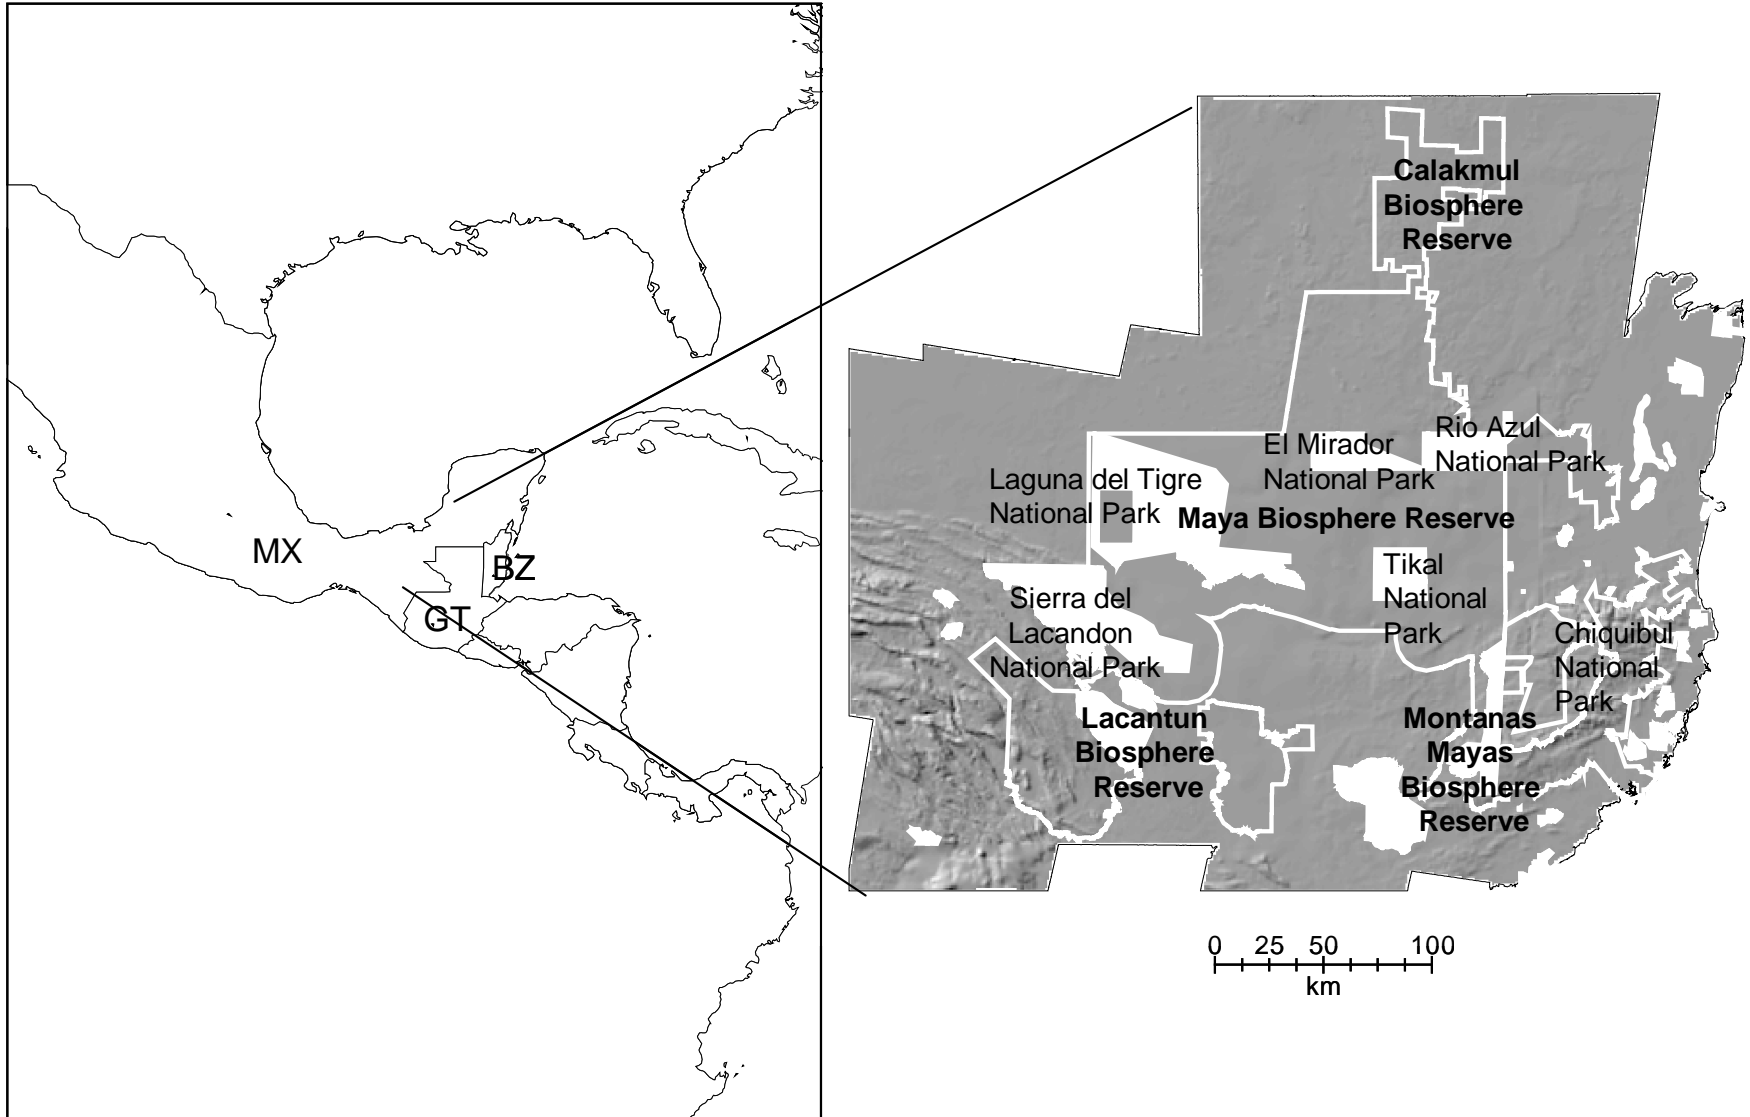 MX
BZ
GT
Calakmul
Biosphere
Reserve
Rio Azul
National Park
El Mirador
National Park
Laguna del Tigre
National Park
Maya Biosphere Reserve
Tikal
National
Park
Sierra del
Lacandon
National Park
Chiquibul
National
Park
Lacantun
Biosphere
Reserve
Montanas
Mayas
Biosphere
Reserve
0 25 50 100
km